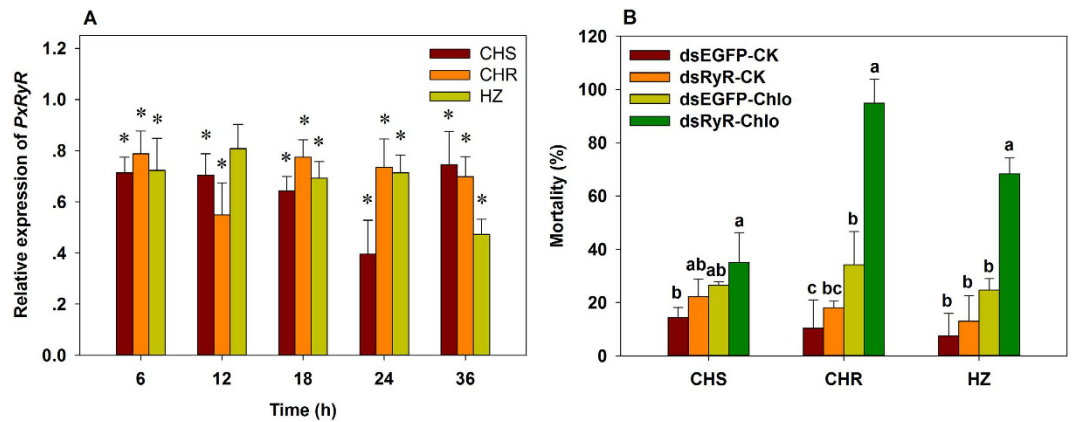 A
Relative expression of PxRyR
1.2
1.0
.8
.6
.4
.2
0.0
CHS
CHR
HZ
* * *
* *
* * *
* * *
* * *
6 12 18 24 36
Time (h)
B
Mortality (%)
120
100
80
60
40
20
0
dsEGFP-CK
dsRyR-CK
dsEGFP-Chlo
dsRyR-Chlo
b ab ab a
c bc b a
b b b a
CHS CHR HZ